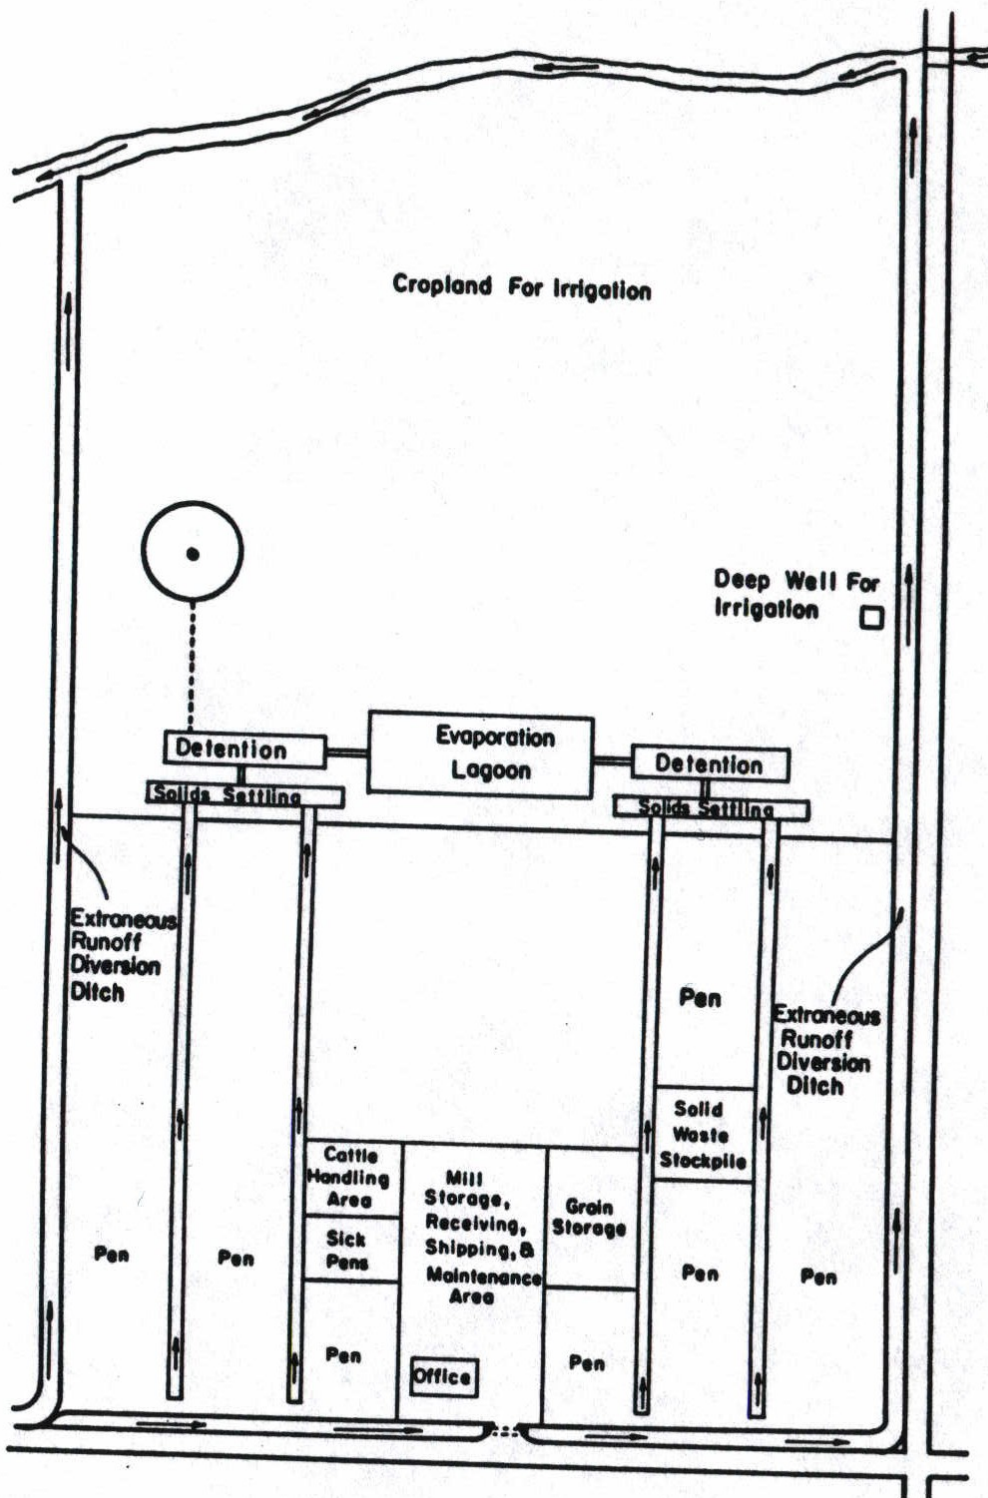 Cropland For Irrigation
Deep Well For
Irrigation
Detention
Evaporation
Lagoon
Detention
Solids Settling
Solids Settling
Extraneous
Runoff
Diversion
Ditch
Pen
Extraneous
Runoff
Diversion
Ditch
Solid
Waste
Stockpile
Cattle
Handling
Area
Mill
Storage,
Receiving,
Shipping, &
Maintenance
Area
Grain
Storage
Sick
Pens
Pen
Pen
Pen
Pen
Pen
Office
Pen